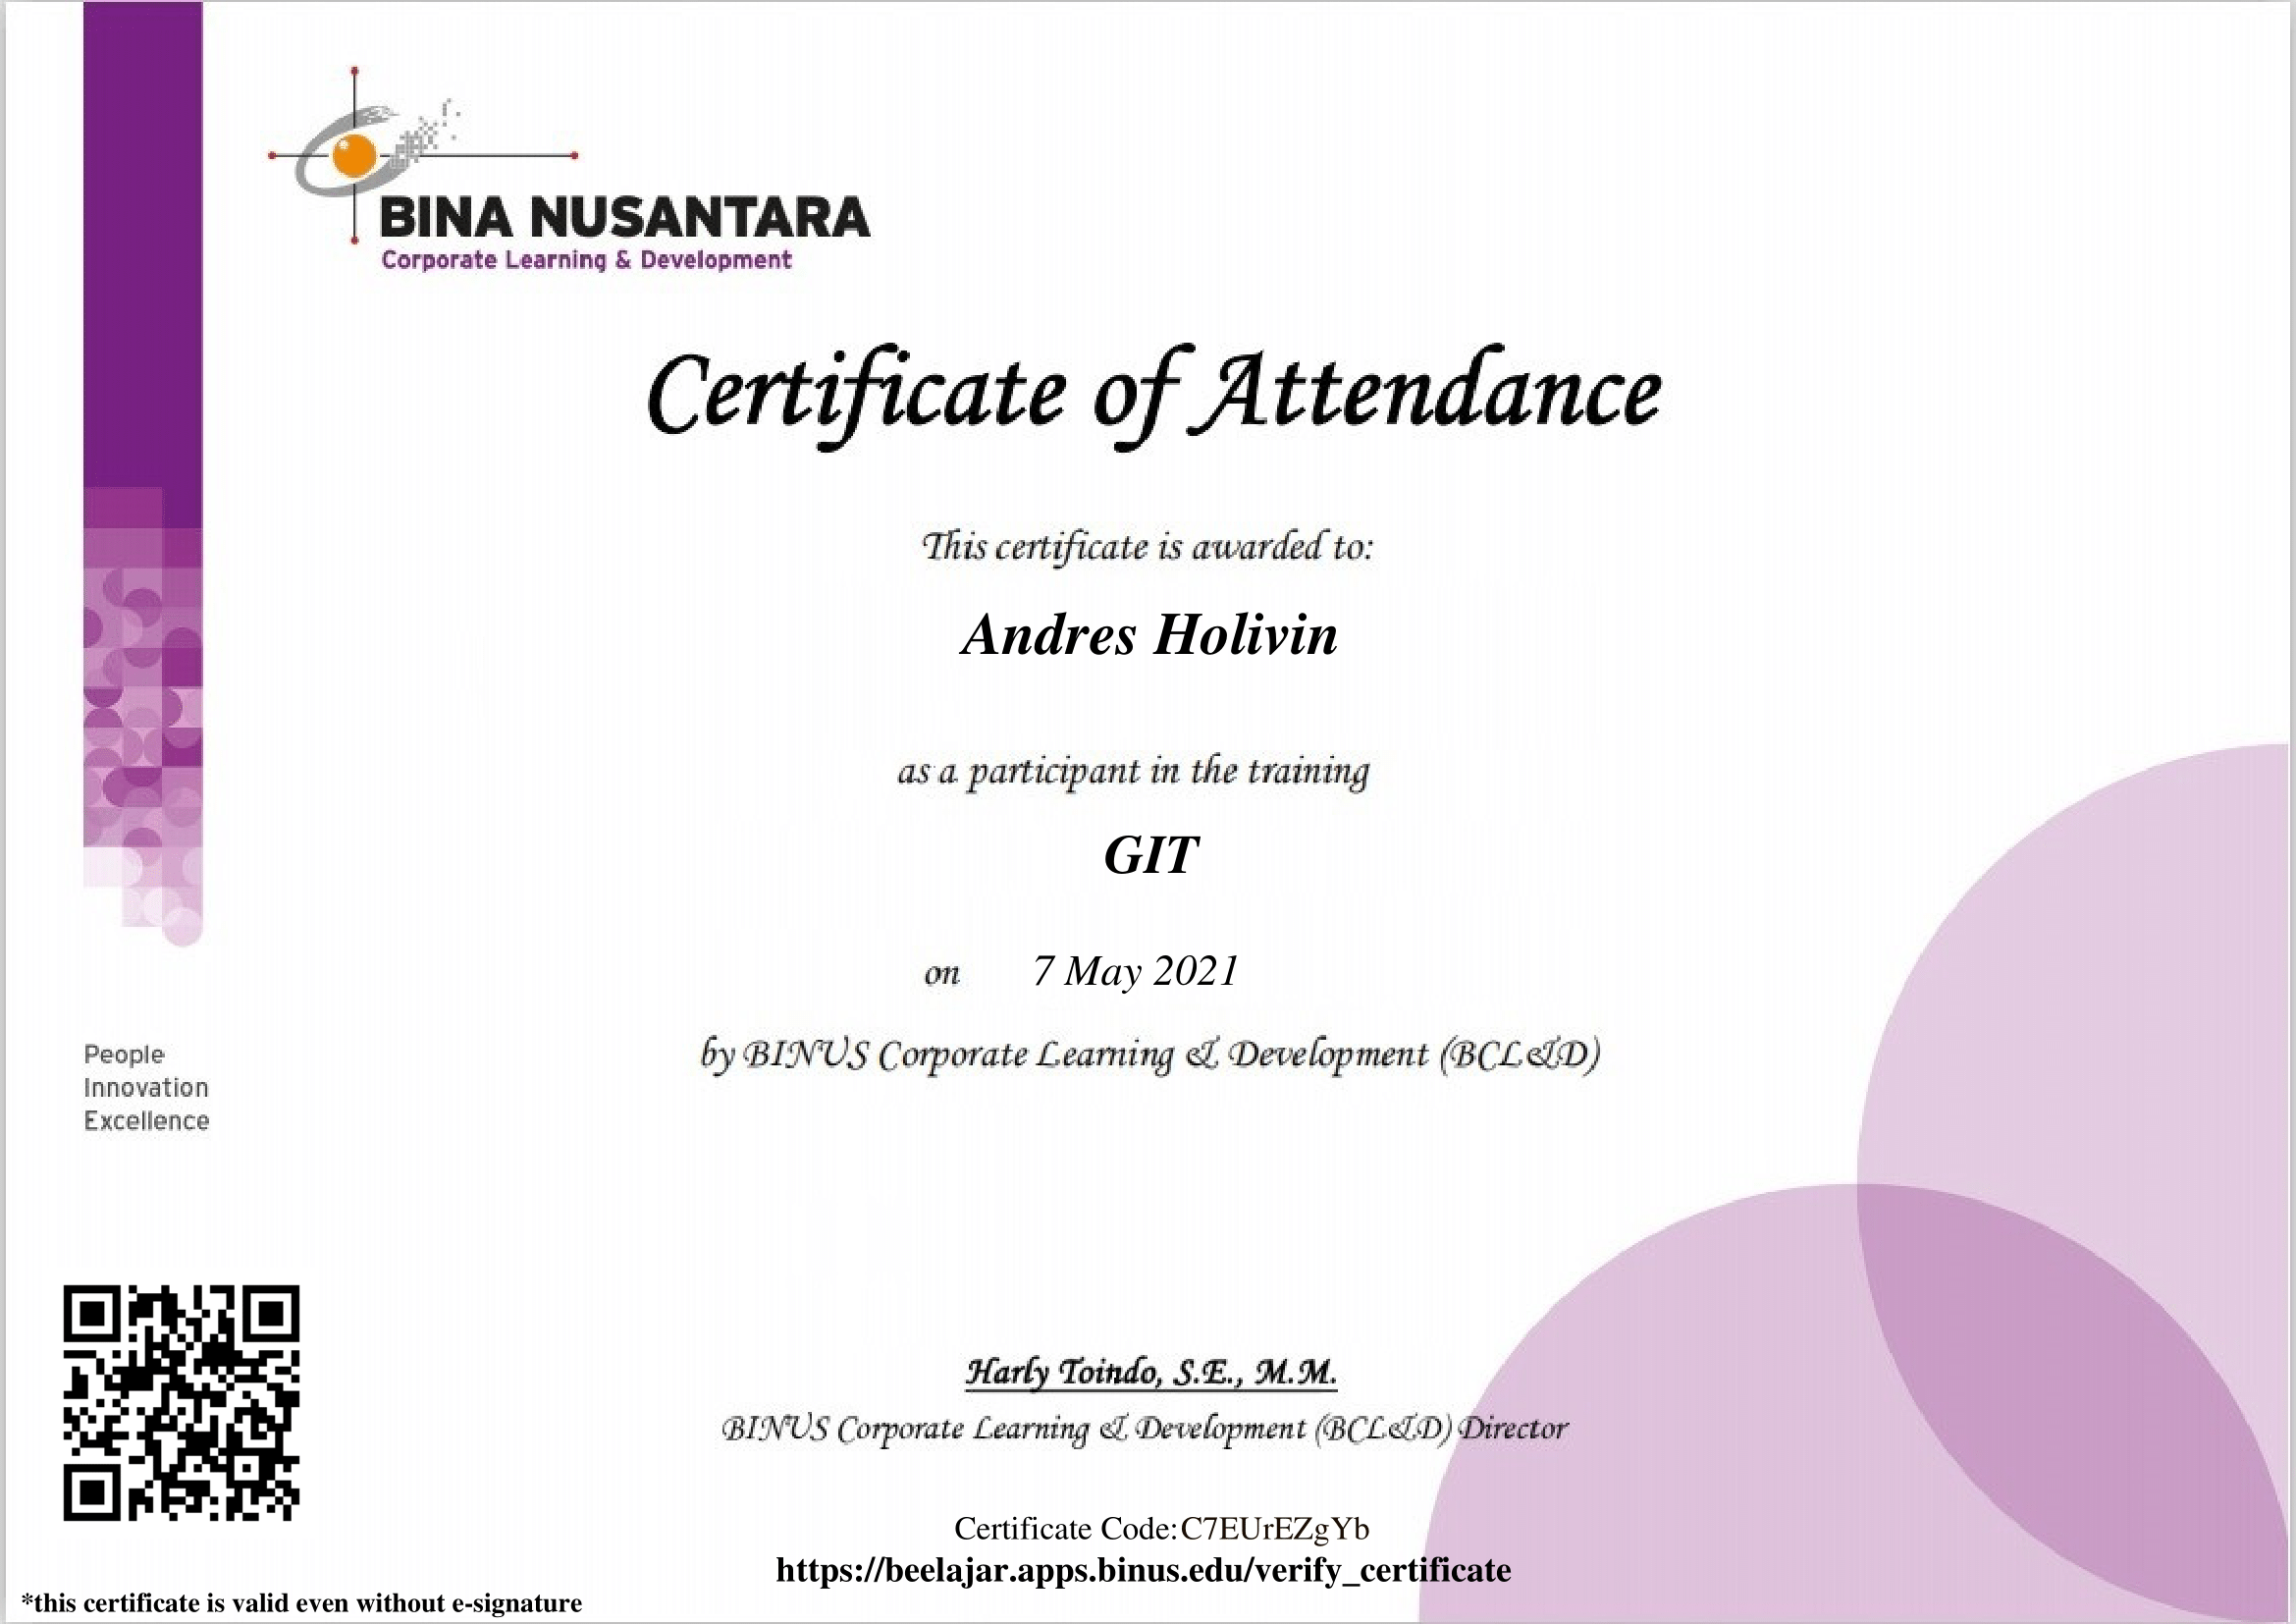 BINA NUSANTARA
Corporate Learning & Development
Certificate of Attendance
This certificate is awarded to:
Andres Holivin
as a participant in the training
GIT
on 7 May 2021
by BINUS Corporate Learning & Development (BCL&D)
People
Innovation
Excellence
Harly Toindo, S.E., M.M.
BINUS Corporate Learning & Development (BCL&D) Director
Certificate Code:C7EUrEZgYb
https://beelajar.apps.binus.edu/verify_certificate
*this certificate is valid even without e-signature